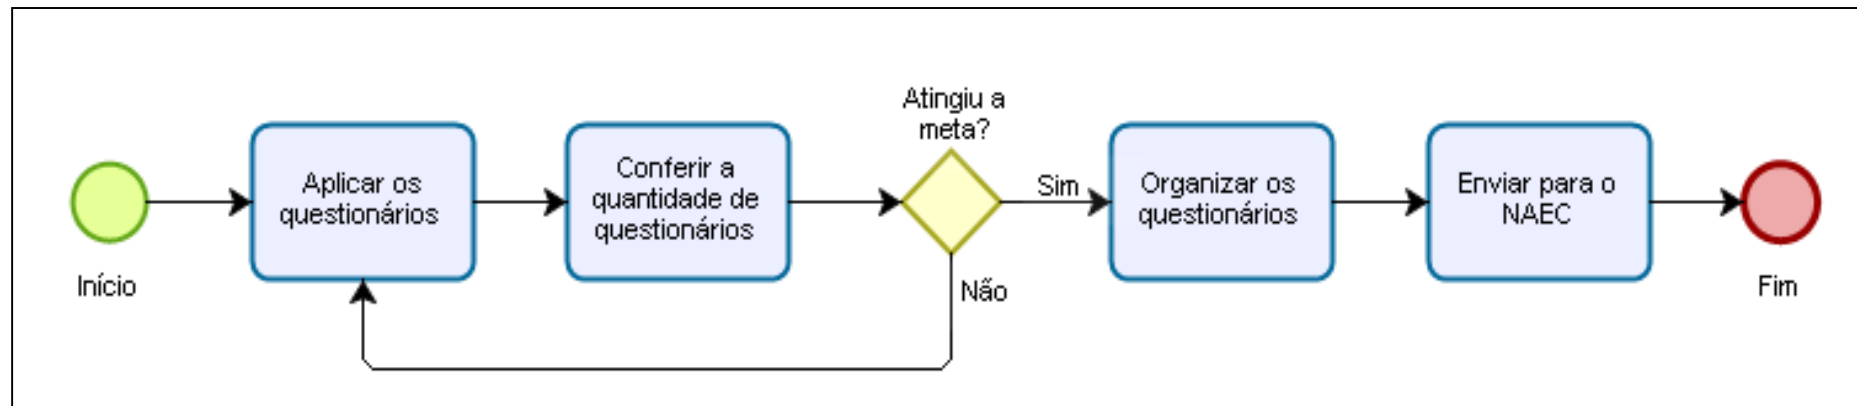 Início
Aplicar os
questionários
Conferir a
quantidade de
questionários
Atingiu a
meta?
Sim
Não
Organizar os
questionários
Enviar para o
NAEC
Fim